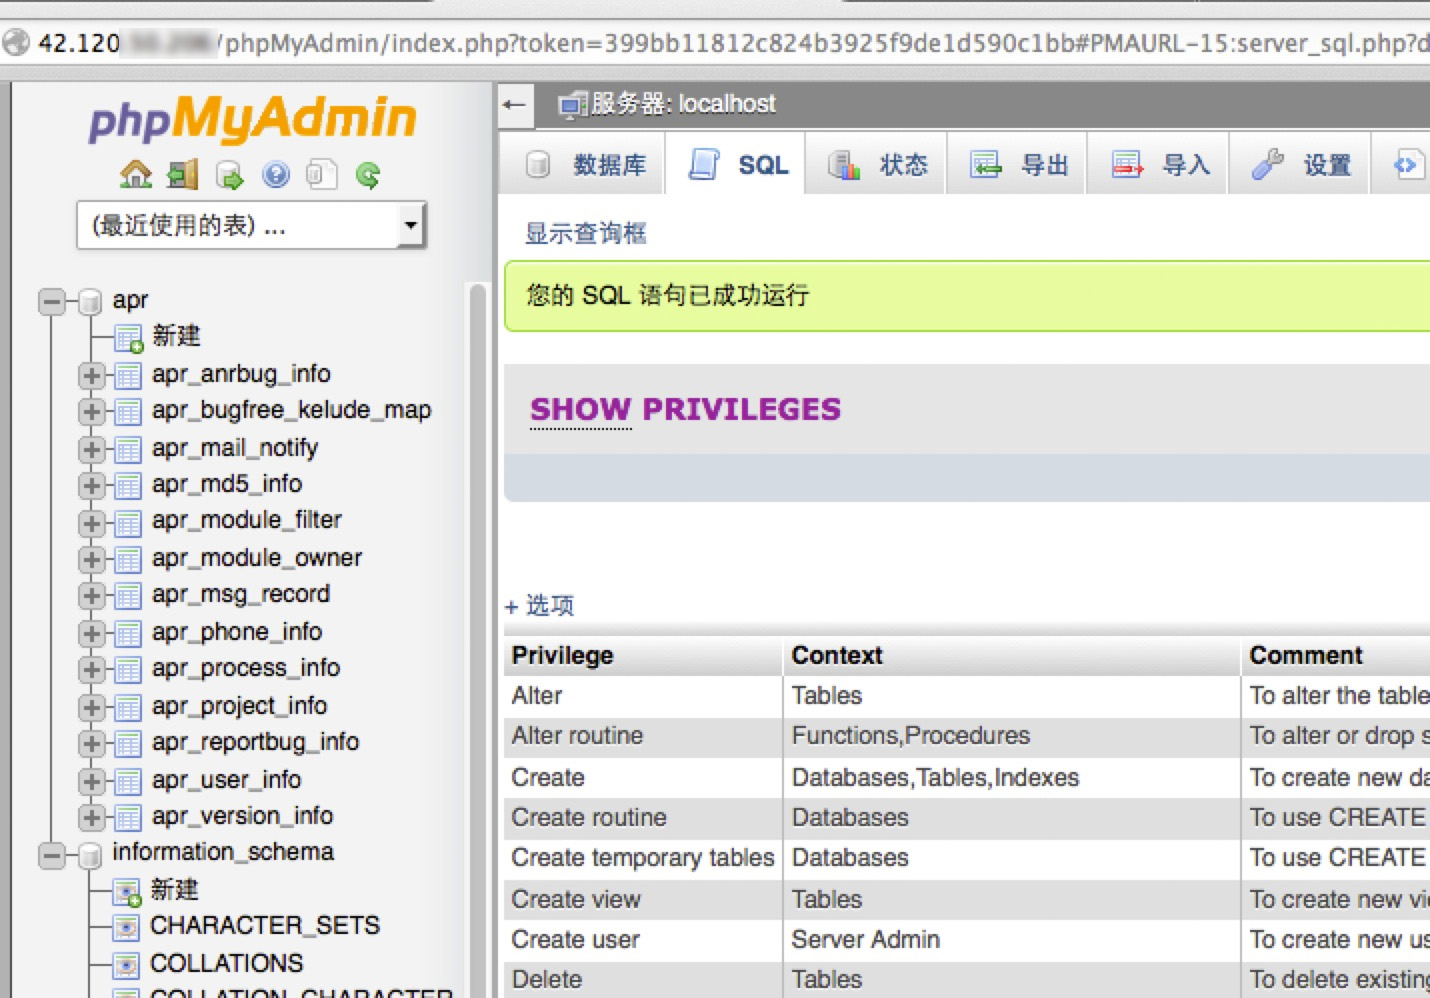 42.120 /phpMyAdmin/index.php?token=399bb11812c824b3925f9de1d590c1bb#PMAURL-15:server_sql.php?d
phpMyAdmin
(最近使用的表) ...
apr
新建
apr_anrbug_info
apr_bugfree_kelude_map
apr_mail_notify
apr_md5_info
apr_module_filter
apr_module_owner
apr_msg_record
apr_phone_info
apr_process_info
apr_project_info
apr_reportbug_info
apr_user_info
apr_version_info
information_schema
新建
CHARACTER_SETS
COLLATIONS
COLLATION_CHARACTER
服务器: localhost
数据库 SQL 状态 导出 导入 设置
显示查询框
您的 SQL 语句已成功运行
SHOW PRIVILEGES
+ 选项
Privilege Context Comment
Alter Tables To alter the table
Alter routine Functions,Procedures To alter or drop s
Create Databases,Tables,Indexes To create new da
Create routine Databases To use CREATE
Create temporary tables Databases To use CREATE
Create view Tables To create new vi
Create user Server Admin To create new us
Delete Tables To delete existing